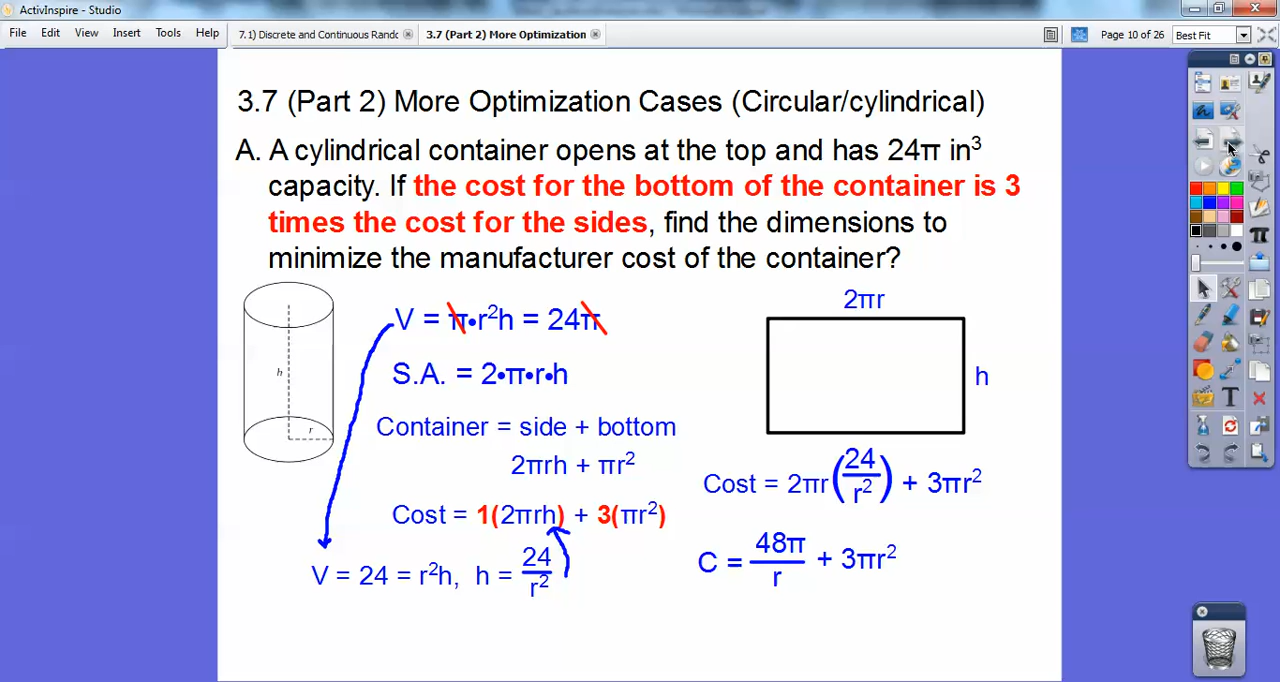 ActivInspire - Studio
File Edit View Insert Tools Help
7.1) Discrete and Continuous Rando
3.7 (Part 2) More Optimization
Page 10 of 26
Best Fit
3.7 (Part 2) More Optimization Cases (Circular/cylindrical)
A. A cylindrical container opens at the top and has 24π in³
capacity. If the cost for the bottom of the container is 3
times the cost for the sides, find the dimensions to
minimize the manufacturer cost of the container?
h
r
V = π•r²h = 24π
S.A. = 2•π•r•h
Container = side + bottom
2πrh + πr²
Cost = 1(2πrh) + 3(πr²)
V = 24 = r²h, h = 24/r²
2πr
h
Cost = 2πr(24/r²) + 3πr²
C = 48π/r + 3πr²